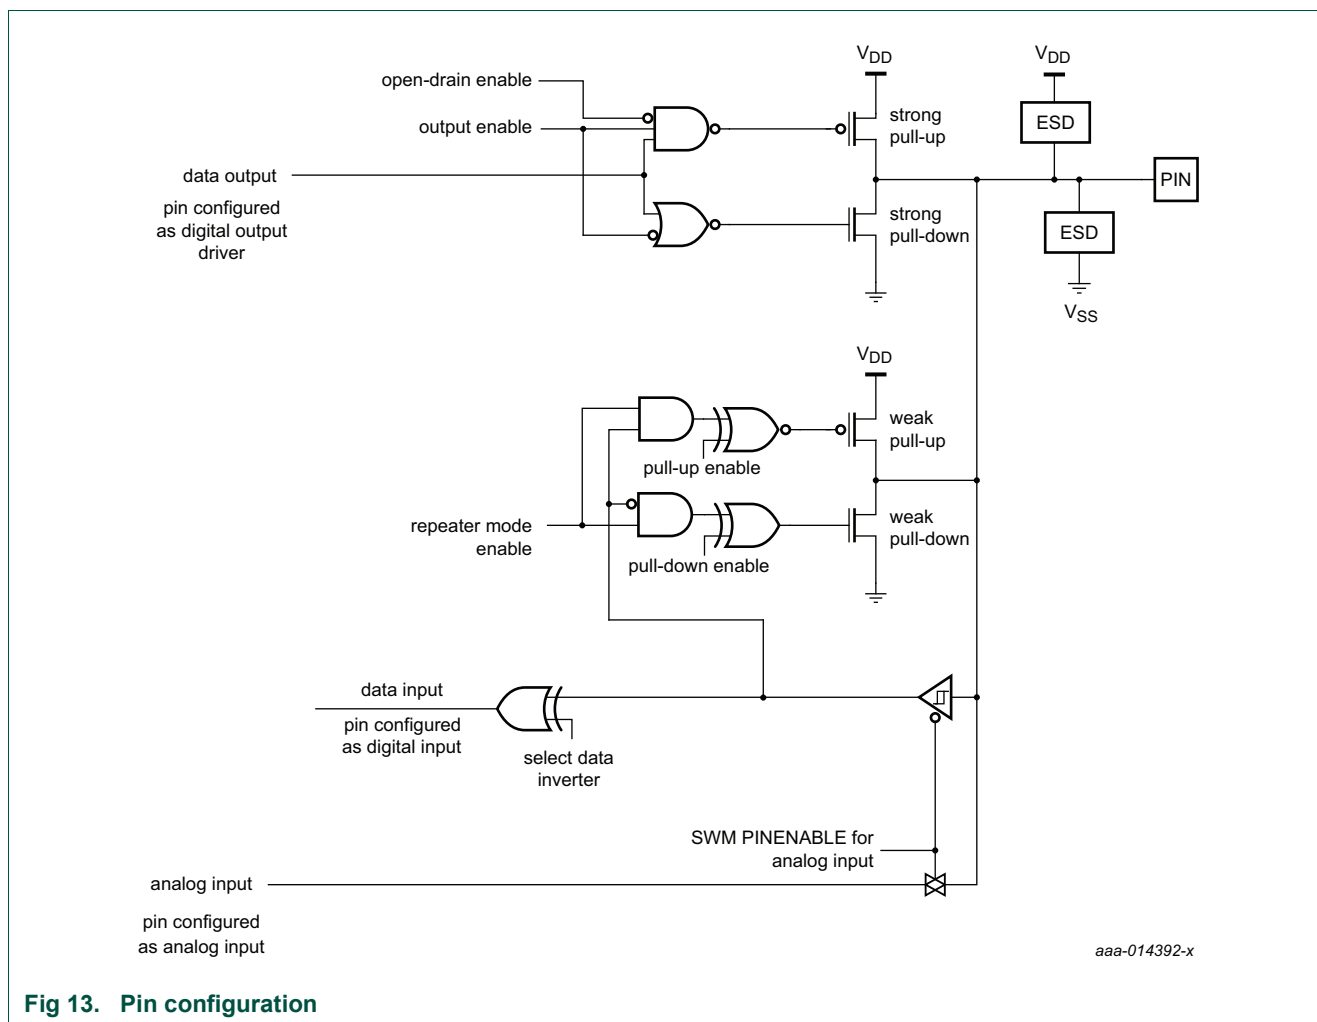 open-drain enable
output enable
data output
pin configured
as digital output
driver
VDD
strong
pull-up
strong
pull-down
VDD
ESD
PIN
ESD
VSS
VDD
weak
pull-up
pull-up enable
repeater mode
enable
weak
pull-down
pull-down enable
data input
pin configured
as digital input
select data
inverter
SWM PINENABLE for
analog input
analog input
pin configured
as analog input
aaa-014392-x
Fig 13. Pin configuration